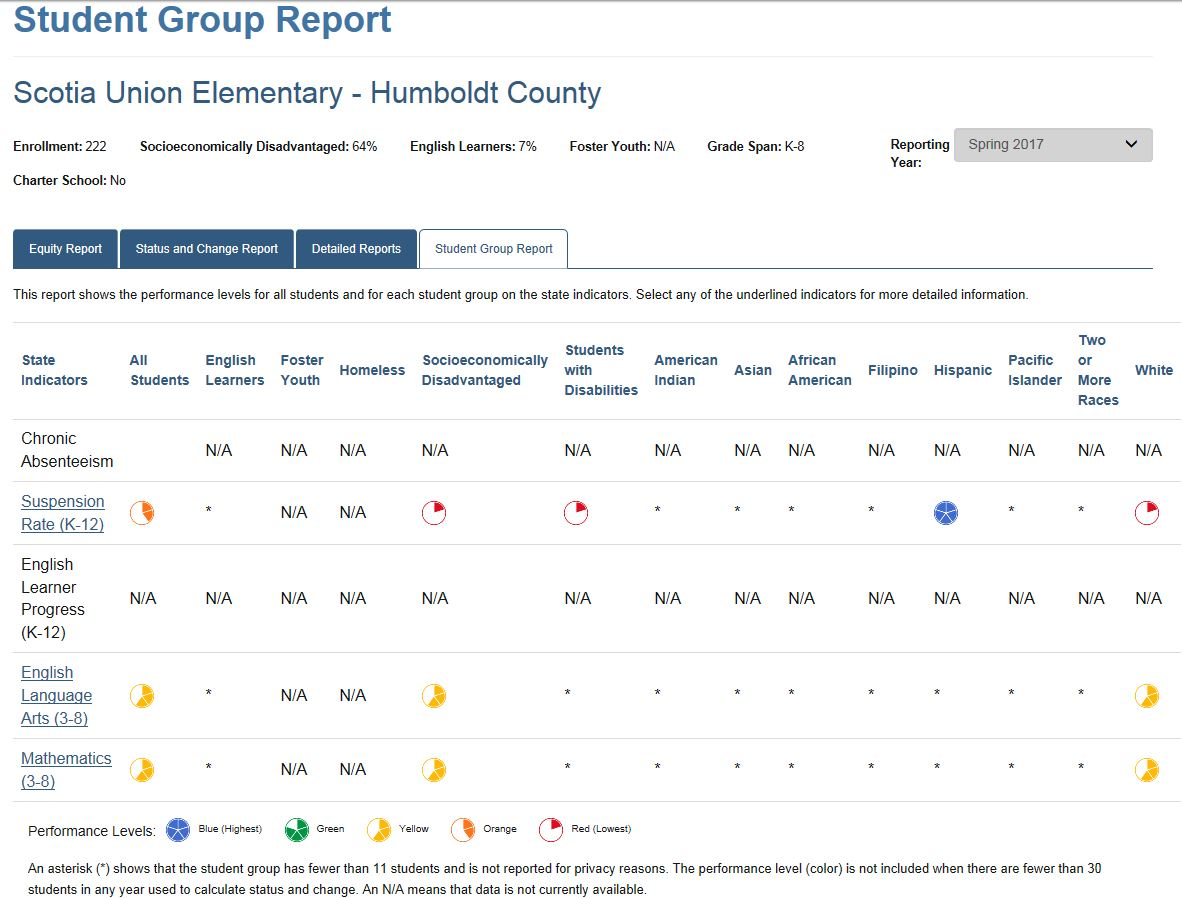 Student Group Report
Scotia Union Elementary - Humboldt County
Enrollment: 222 Socioeconomically Disadvantaged: 64% English Learners: 7% Foster Youth: N/A Grade Span: K-8
Reporting Year: Spring 2017
Charter School: No
Equity Report Status and Change Report Detailed Reports Student Group Report
This report shows the performance levels for all students and for each student group on the state indicators. Select any of the underlined indicators for more detailed information.
State Indicators All Students English Learners Foster Youth Homeless Socioeconomically Disadvantaged Students with Disabilities American Indian Asian African American Filipino Hispanic Pacific Islander Two or More Races White
Chronic Absenteeism N/A N/A N/A N/A N/A N/A N/A N/A N/A N/A N/A N/A N/A
Suspension Rate (K-12) * N/A N/A * * * * * *
English Learner Progress (K-12) N/A N/A N/A N/A N/A N/A N/A N/A N/A N/A N/A N/A N/A N/A
English Language Arts (3-8) * N/A N/A * * * * * * * *
Mathematics (3-8) * N/A N/A * * * * * * * *
Performance Levels: Blue (Highest) Green Yellow Orange Red (Lowest)
An asterisk (*) shows that the student group has fewer than 11 students and is not reported for privacy reasons. The performance level (color) is not included when there are fewer than 30
students in any year used to calculate status and change. An N/A means that data is not currently available.